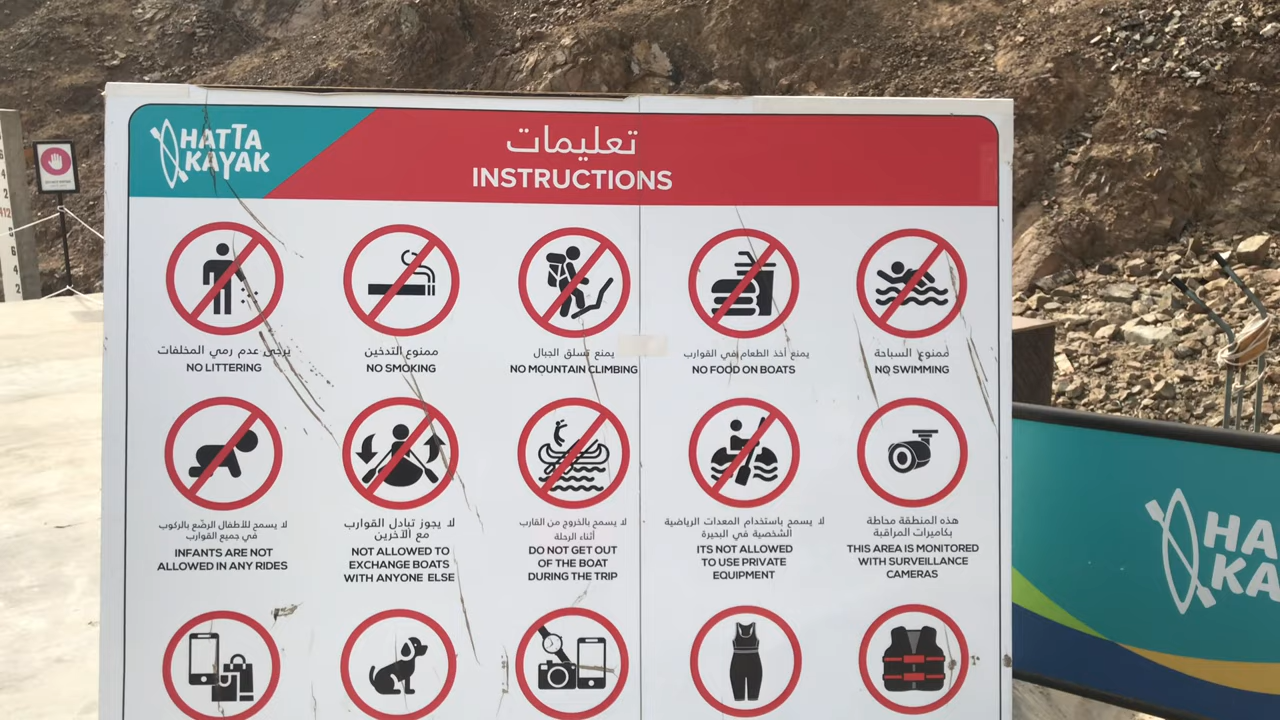 HATTA
KAYAK
تعليمات
INSTRUCTIONS
يرجى عدم رمي المخلفات
NO LITTERING
ممنوع التدخين
NO SMOKING
يمنع تسلق الجبال
NO MOUNTAIN CLIMBING
يمنع أخذ الطعام في القوارب
NO FOOD ON BOATS
ممنوع السباحة
NO SWIMMING
لا يسمح للأطفال الرضّع بالركوب
في جميع القوارب
INFANTS ARE NOT
ALLOWED IN ANY RIDES
لا يجوز تبادل القوارب
مع الآخرين
NOT ALLOWED TO
EXCHANGE BOATS
WITH ANYONE ELSE
لا يسمح بالخروج من القارب
أثناء الرحلة
DO NOT GET OUT
OF THE BOAT
DURING THE TRIP
لا يسمح باستخدام المعدات الرياضية
الشخصية في البحيرة
ITS NOT ALLOWED
TO USE PRIVATE
EQUIPMENT
هذه المنطقة محاطة
بكاميرات المراقبة
THIS AREA IS MONITORED
WITH SURVEILLANCE
CAMERAS
HA
KA